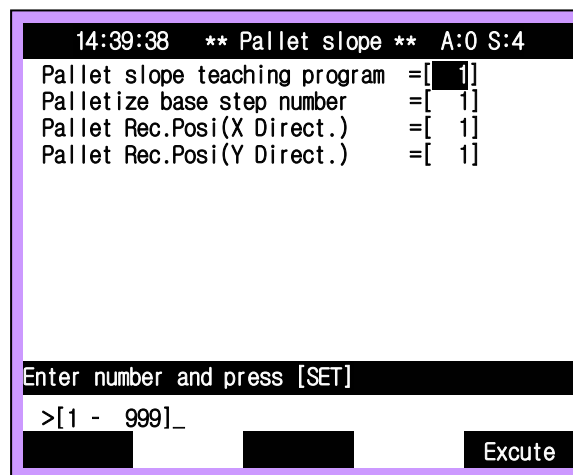 14:39:38 ** Pallet slope ** A:0 S:4
Pallet slope teaching program =[ 1]
Palletize base step number =[ 1]
Pallet Rec.Posi(X Direct.) =[ 1]
Pallet Rec.Posi(Y Direct.) =[ 1]
Enter number and press [SET]
>[1 - 999]_
Excute